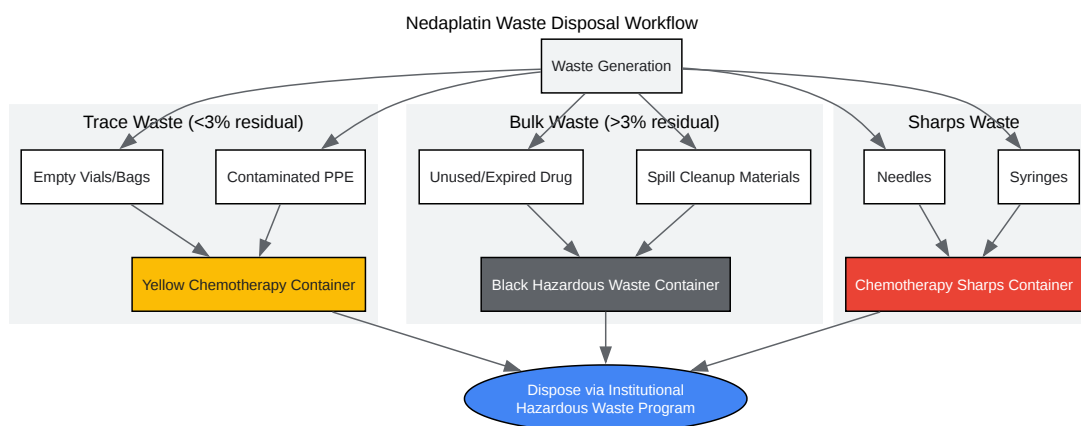 Nedaplatin Waste Disposal Workflow
Waste Generation
Trace Waste (<3% residual)
Bulk Waste (>3% residual)
Sharps Waste
Empty Vials/Bags
Contaminated PPE
Unused/Expired Drug
Spill Cleanup Materials
Needles
Syringes
Yellow Chemotherapy Container
Black Hazardous Waste Container
Chemotherapy Sharps Container
Dispose via Institutional
Hazardous Waste Program